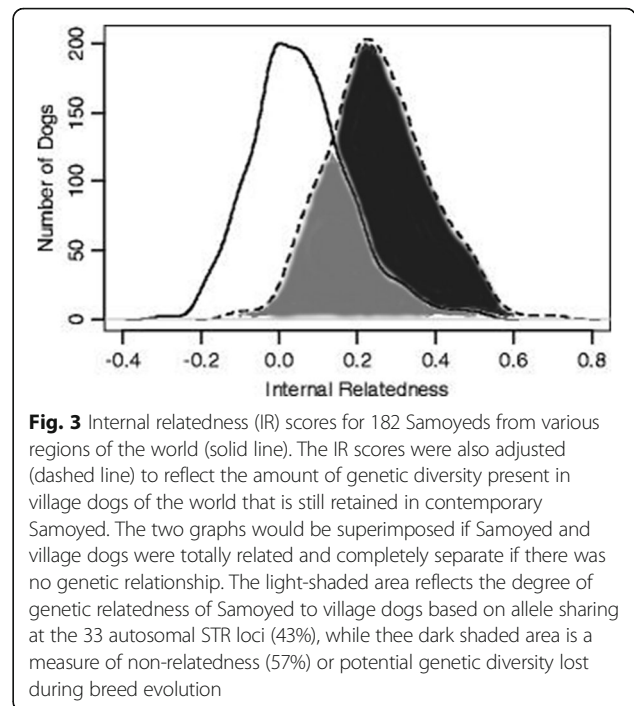 200
150
100
50
0
Number of Dogs
-0.4 -0.2 0.0 0.2 0.4 0.6 0.8
Internal Relatedness
Fig. 3 Internal relatedness (IR) scores for 182 Samoyeds from various
regions of the world (solid line). The IR scores were also adjusted
(dashed line) to reflect the amount of genetic diversity present in
village dogs of the world that is still retained in contemporary
Samoyed. The two graphs would be superimposed if Samoyed and
village dogs were totally related and completely separate if there was
no genetic relationship. The light-shaded area reflects the degree of
genetic relatedness of Samoyed to village dogs based on allele sharing
at the 33 autosomal STR loci (43%), while thee dark shaded area is a
measure of non-relatedness (57%) or potential genetic diversity lost
during breed evolution